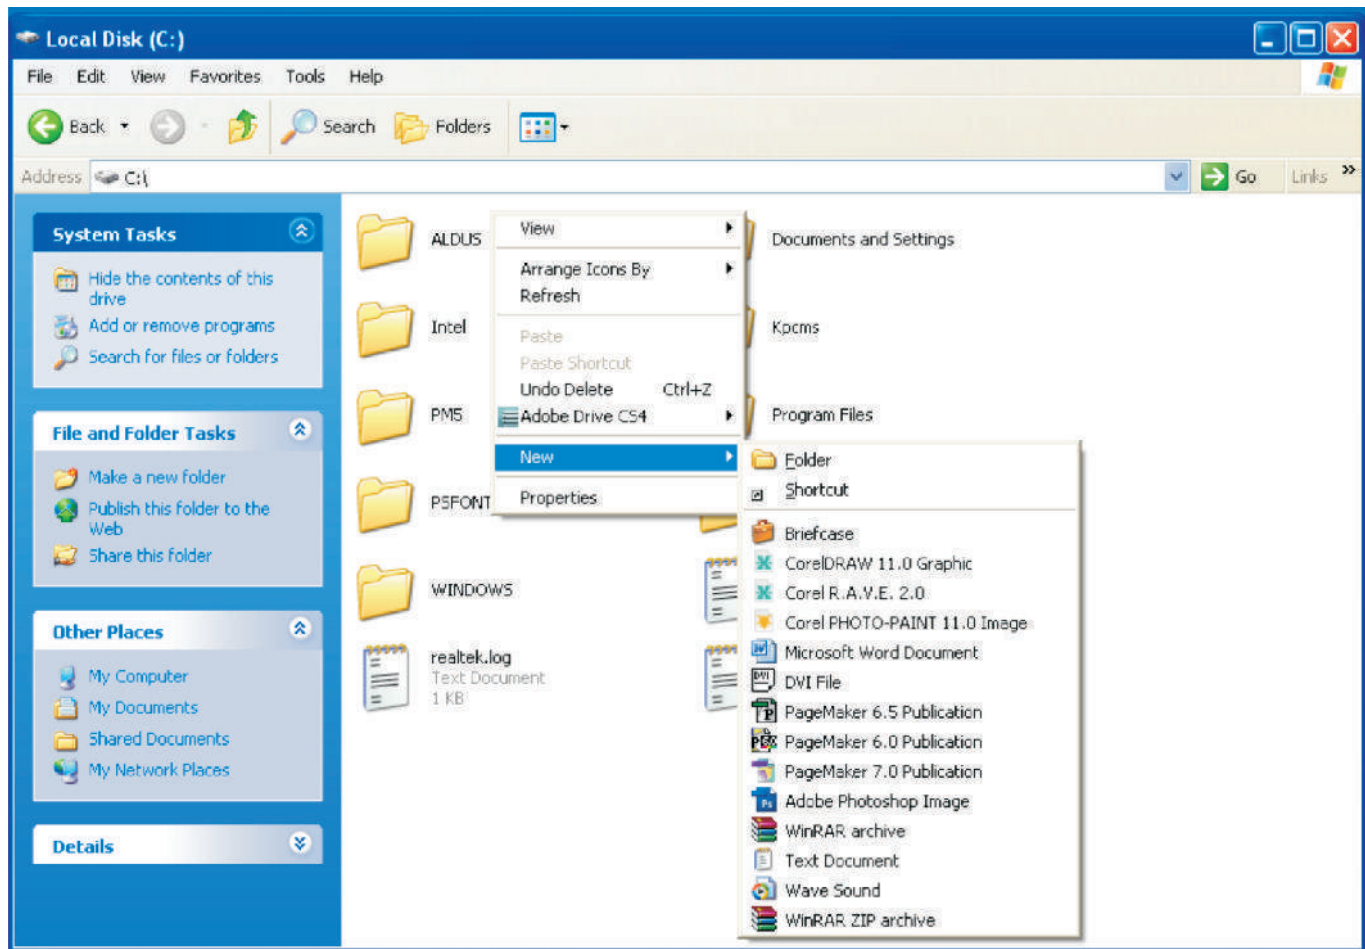 Local Disk (C:)
File Edit View Favorites Tools Help
Back Search Folders
Address C:\ Go Links »
System Tasks
Hide the contents of this
drive
Add or remove programs
Search for files or folders
File and Folder Tasks
Make a new folder
Publish this folder to the
Web
Share this folder
Other Places
My Computer
My Documents
Shared Documents
My Network Places
Details
ALDUS
Documents and Settings
Intel
Kpcms
PM5
Program Files
PSFONT
WINDOWS
realtek.log
Text Document
1 KB
View
Arrange Icons By
Refresh
Paste
Paste Shortcut
Undo Delete Ctrl+Z
Adobe Drive CS4
New
Properties
Folder
Shortcut
Briefcase
CorelDRAW 11.0 Graphic
Corel R.A.V.E. 2.0
Corel PHOTO-PAINT 11.0 Image
Microsoft Word Document
DVI File
PageMaker 6.5 Publication
PageMaker 6.0 Publication
PageMaker 7.0 Publication
Adobe Photoshop Image
WinRAR archive
Text Document
Wave Sound
WinRAR ZIP archive